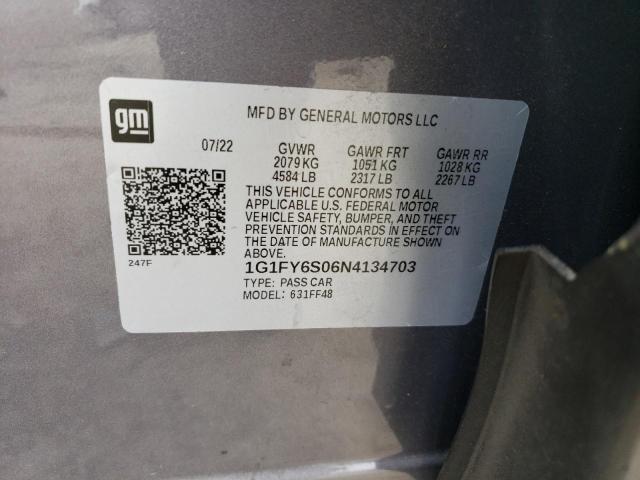 gm
MFD BY GENERAL MOTORS LLC
07/22 GVWR GAWR FRT GAWR RR
2079 KG 1051 KG 1028 KG
4584 LB 2317 LB 2267 LB
THIS VEHICLE CONFORMS TO ALL
APPLICABLE U.S. FEDERAL MOTOR
VEHICLE SAFETY, BUMPER, AND THEFT
PREVENTION STANDARDS IN EFFECT ON
THE DATE OF MANUFACTURE SHOWN
ABOVE.
247F
1G1FY6S06N4134703
TYPE: PASS CAR
MODEL: 631FF48